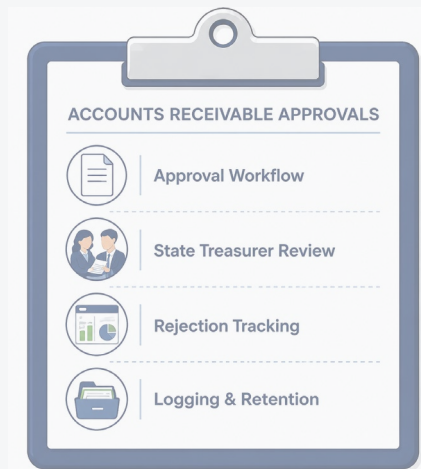 ACCOUNTS RECEIVABLE APPROVALS
Approval Workflow
State Treasurer Review
Rejection Tracking
Logging & Retention